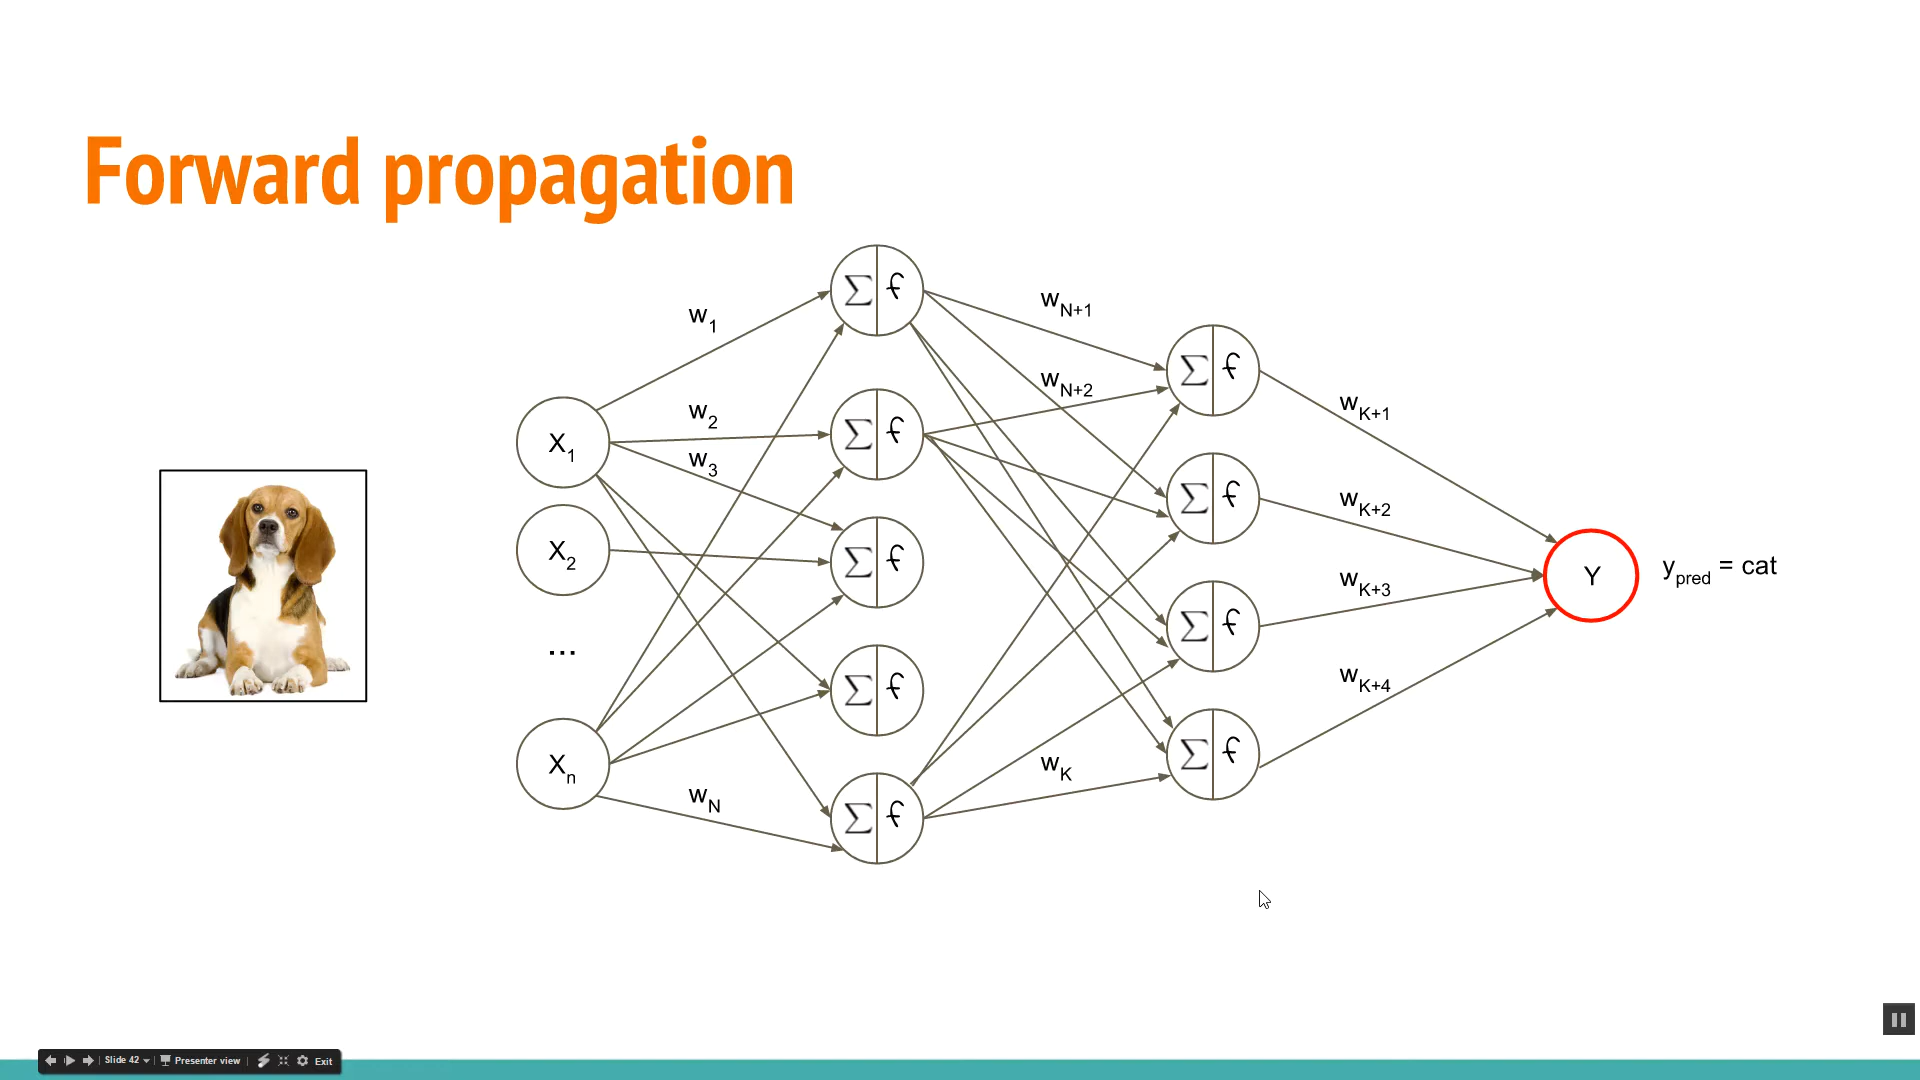 Forward propagation
w1
w2
w3
wN
X1
X2
...
Xn
Σ f
Σ f
Σ f
Σ f
Σ f
wN+1
wN+2
wK
Σ f
Σ f
Σ f
Σ f
wK+1
wK+2
wK+3
wK+4
Y
ypred = cat
Slide 42 Presenter view Exit